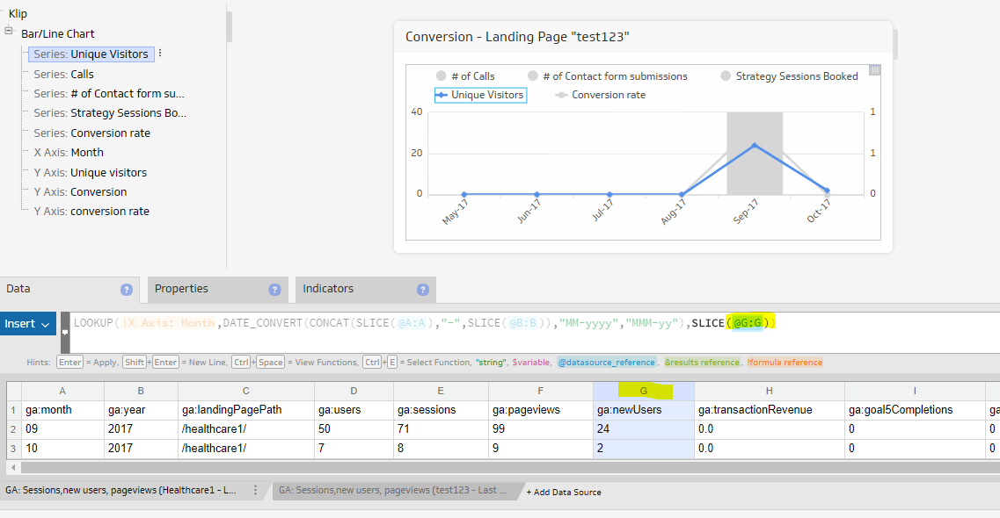 Klip
Bar/Line Chart
Series: Unique Visitors
Series: Calls
Series: # of Contact form su...
Series: Strategy Sessions Bo...
Series: Conversion rate
X Axis: Month
Y Axis: Unique visitors
Y Axis: Conversion
Y Axis: conversion rate
Conversion - Landing Page "test123"
# of Calls # of Contact form submissions Strategy Sessions Booked
Unique Visitors Conversion rate
40 1
20 1
0 0
May-17 Jun-17 Jul-17 Aug-17 Sep-17 Oct-17
Data ? Properties ? Indicators ?
Insert LOOKUP(!X Axis: Month,DATE_CONVERT(CONCAT(SLICE(@A:A),"-",SLICE(@B:B)),"MM-yyyy","MMM-yy"),SLICE(@G:G))
Hints: Enter = Apply, Shift+Enter = New Line, Ctrl+Space = View Functions, Ctrl+E = Select Function, "string", $variable, @datasource_reference, &results reference, !formula reference
A B C D E F G H I
1 ga:month ga:year ga:landingPagePath ga:users ga:sessions ga:pageviews ga:newUsers ga:transactionRevenue ga:goal5Completions ga
2 09 2017 /healthcare1/ 50 71 99 24 0.0 0 0
3 10 2017 /healthcare1/ 7 8 9 2 0.0 0 0
GA: Sessions,new users, pageviews (Healthcare1 - L... GA: Sessions,new users, pageviews (test123 - Last ... + Add Data Source